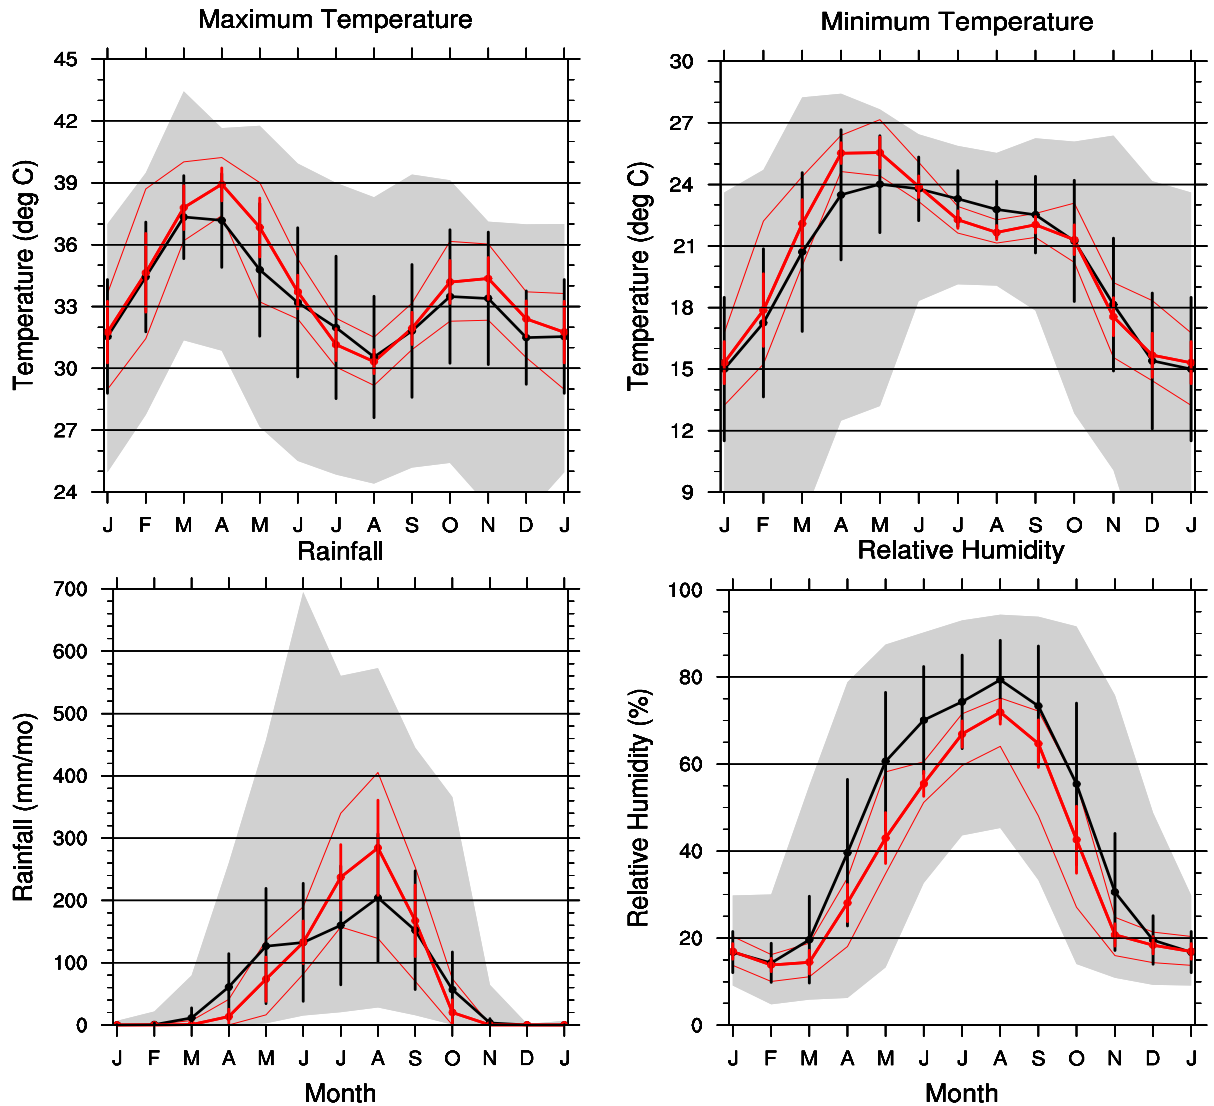 Maximum Temperature
Temperature (deg C)
45
42
39
36
33
30
27
24
J F M A M J J A S O N D J
Minimum Temperature
Temperature (deg C)
30
27
24
21
18
15
12
9
J F M A M J J A S O N D J
Rainfall
Rainfall (mm/mo)
700
600
500
400
300
200
100
0
J F M A M J J A S O N D J
Month
Relative Humidity
Relative Humidity (%)
100
80
60
40
20
0
J F M A M J J A S O N D J
Month